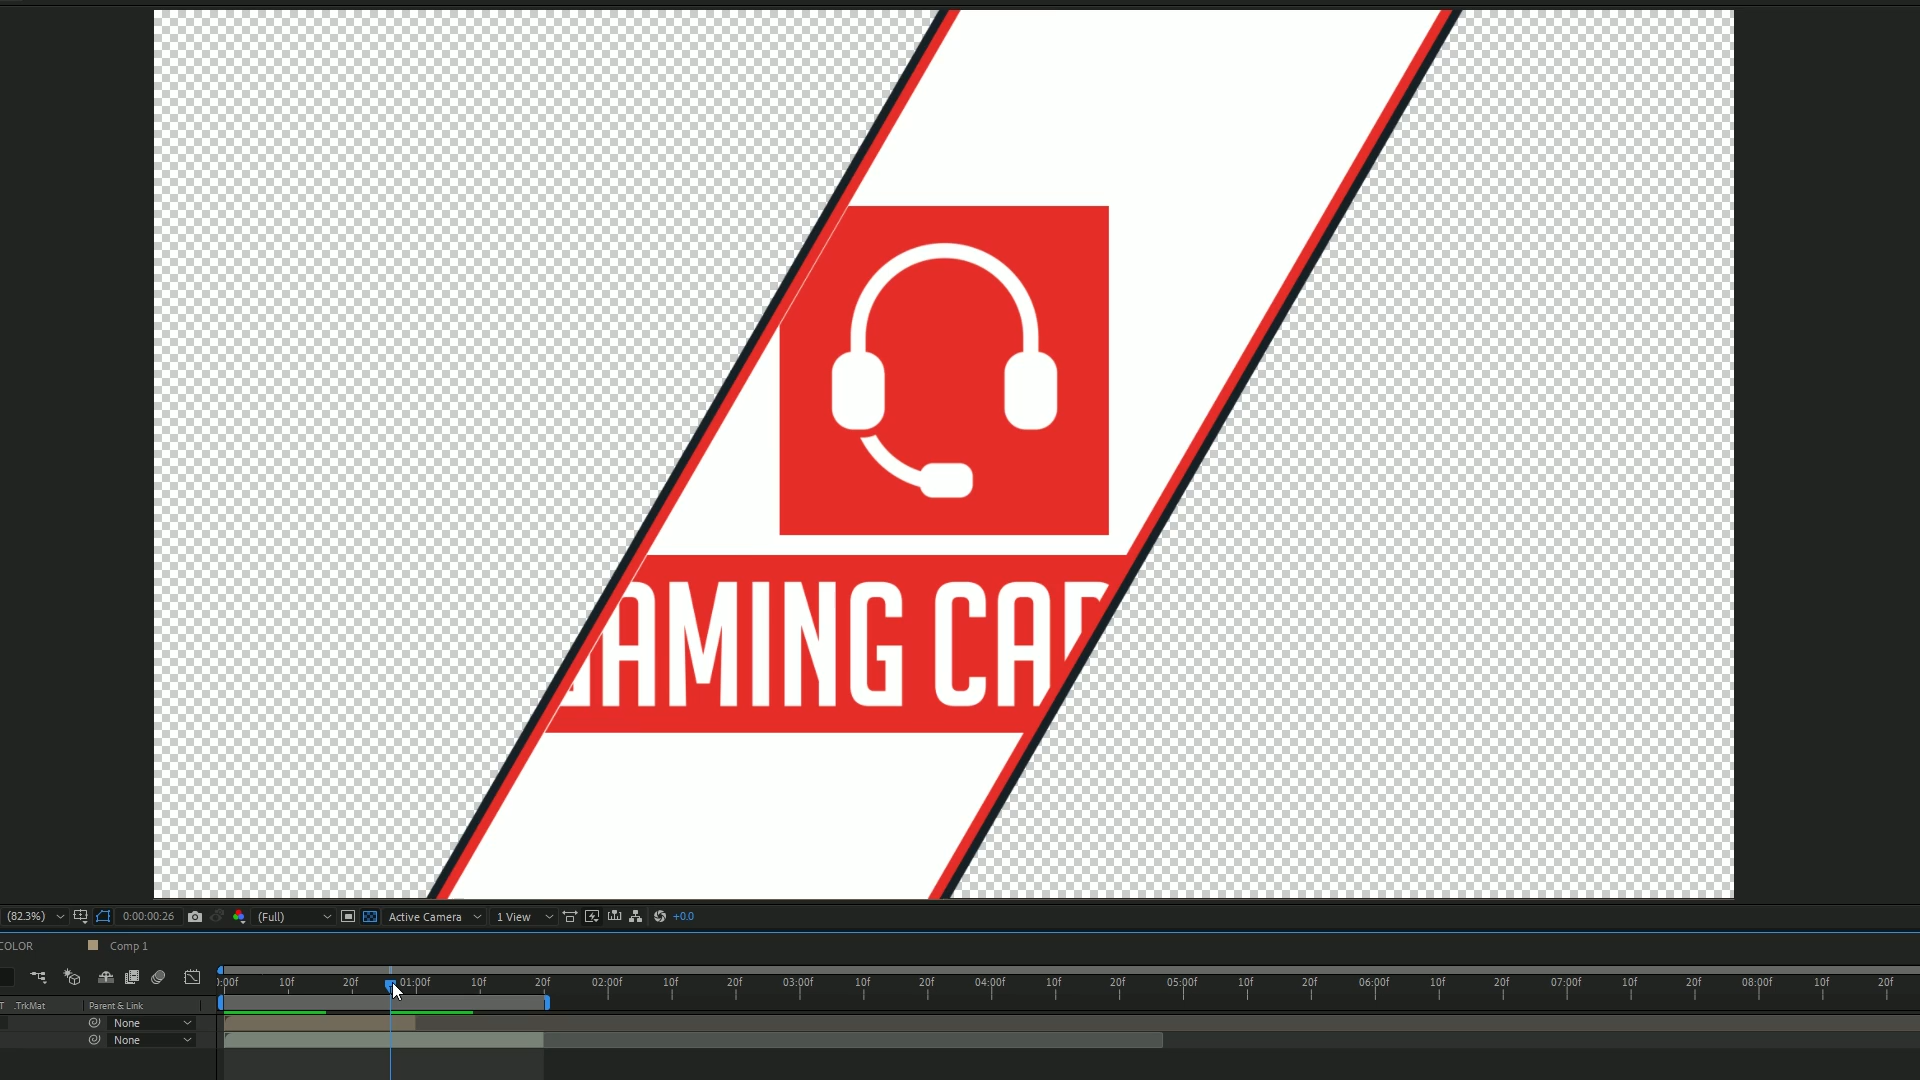 AMING CA
(82.3%)
0:00:00:26
(Full)
Active Camera
1 View
+0.0
COLOR
Comp 1
:00f 10f 20f 01:00f 10f 20f 02:00f 10f 20f 03:00f 10f 20f 04:00f 10f 20f 05:00f 10f 20f 06:00f 10f 20f 07:00f 10f 20f 08:00f 10f 20f
T .TrkMat Parent & Link
None
None